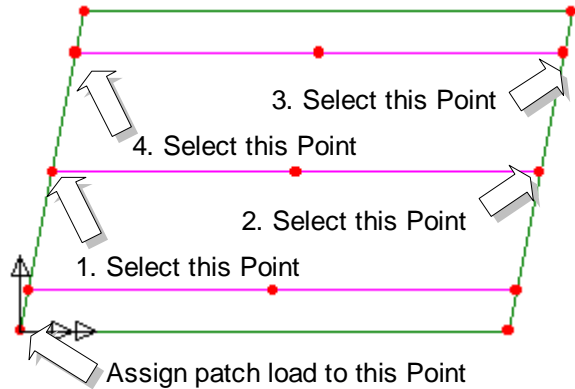 3. Select this Point
4. Select this Point
2. Select this Point
1. Select this Point
Assign patch load to this Point